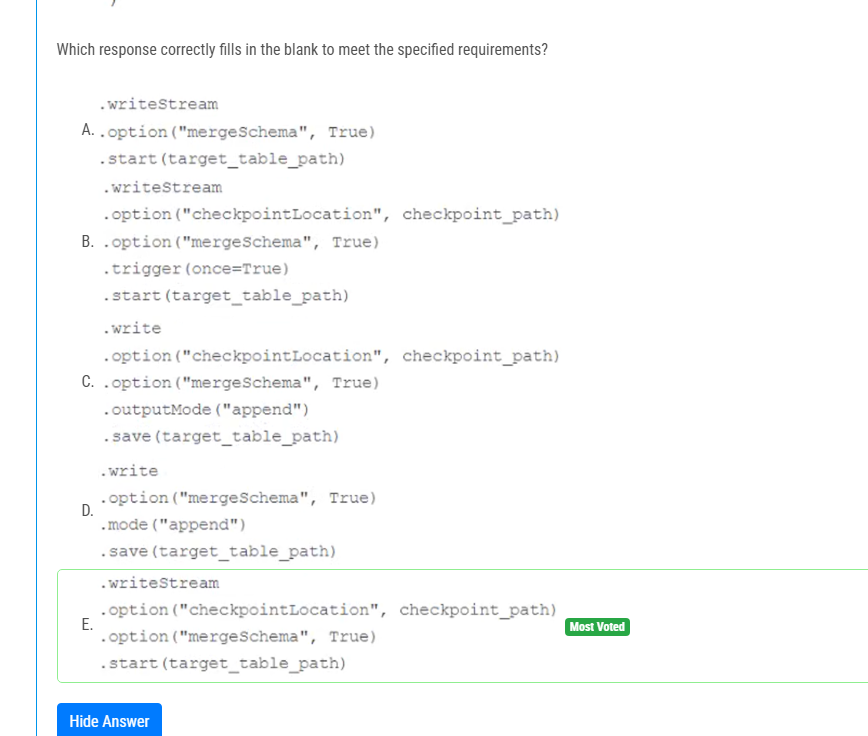 Which response correctly fills in the blank to meet the specified requirements?
.writeStream
A. .option("mergeSchema", True)
.start(target_table_path)
.writeStream
.option("checkpointLocation", checkpoint_path)
B. .option("mergeSchema", True)
.trigger(once=True)
.start(target_table_path)
.write
.option("checkpointLocation", checkpoint_path)
C. .option("mergeSchema", True)
.outputMode("append")
.save(target_table_path)
.write
.option("mergeSchema", True)
D.
.mode("append")
.save(target_table_path)
.writeStream
.option("checkpointLocation", checkpoint_path)
E. Most Voted
.option("mergeSchema", True)
.start(target_table_path)
Hide Answer